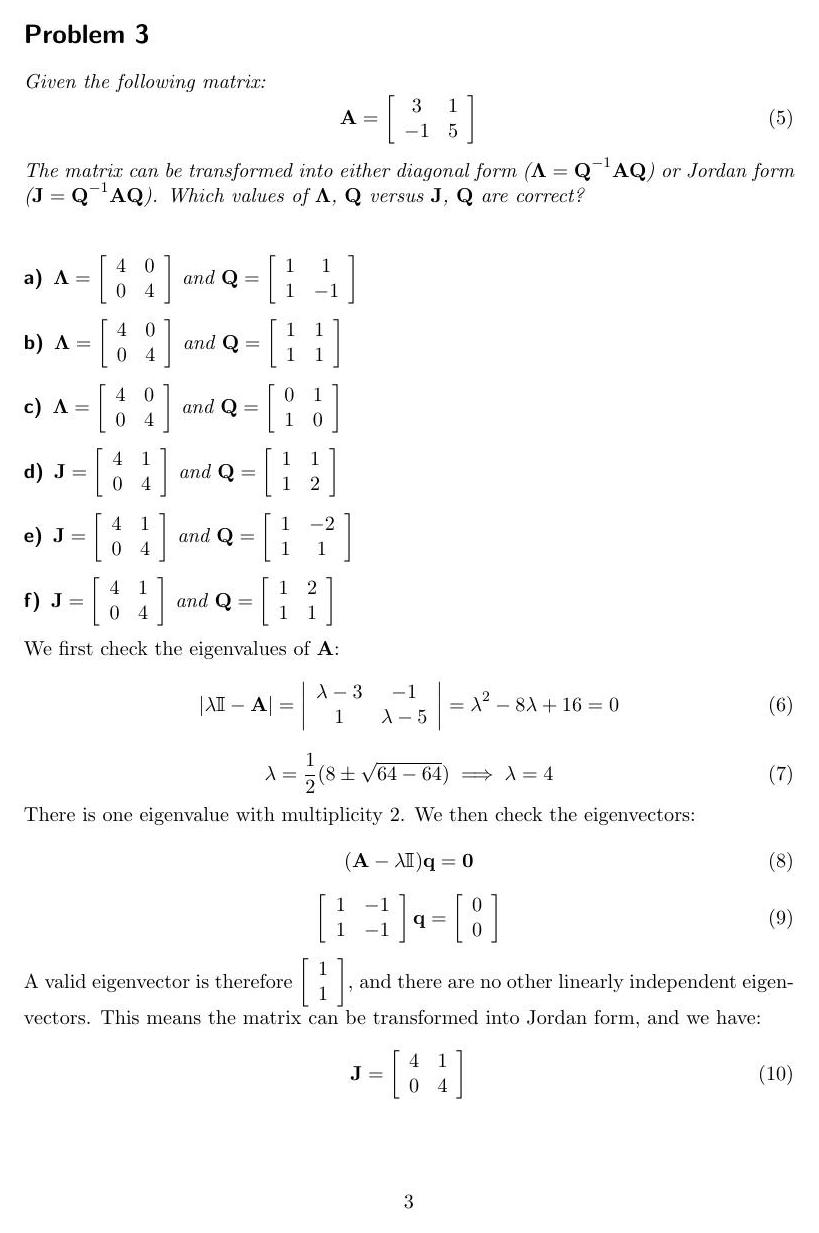 Problem 3
Given the following matrix:
A = [ 3 1 ; −1 5 ] (5)
The matrix can be transformed into either diagonal form (Λ = Q⁻¹AQ) or Jordan form
(J = Q⁻¹AQ). Which values of Λ, Q versus J, Q are correct?
a) Λ = [ 4 0 ; 0 4 ] and Q = [ 1 1 ; 1 −1 ]
b) Λ = [ 4 0 ; 0 4 ] and Q = [ 1 1 ; 1 1 ]
c) Λ = [ 4 0 ; 0 4 ] and Q = [ 0 1 ; 1 0 ]
d) J = [ 4 1 ; 0 4 ] and Q = [ 1 1 ; 1 2 ]
e) J = [ 4 1 ; 0 4 ] and Q = [ 1 −2 ; 1 1 ]
f) J = [ 4 1 ; 0 4 ] and Q = [ 1 2 ; 1 1 ]
We first check the eigenvalues of A:
|λ𝕀 − A| = | λ − 3 −1 ; 1 λ − 5 | = λ² − 8λ + 16 = 0 (6)
λ = 1/2(8 ± √(64 − 64)) ⟹ λ = 4 (7)
There is one eigenvalue with multiplicity 2. We then check the eigenvectors:
(A − λ𝕀)q = 0 (8)
[ 1 −1 ; 1 −1 ] q = [ 0 ; 0 ] (9)
A valid eigenvector is therefore [ 1 ; 1 ], and there are no other linearly independent eigen-
vectors. This means the matrix can be transformed into Jordan form, and we have:
J = [ 4 1 ; 0 4 ] (10)
3